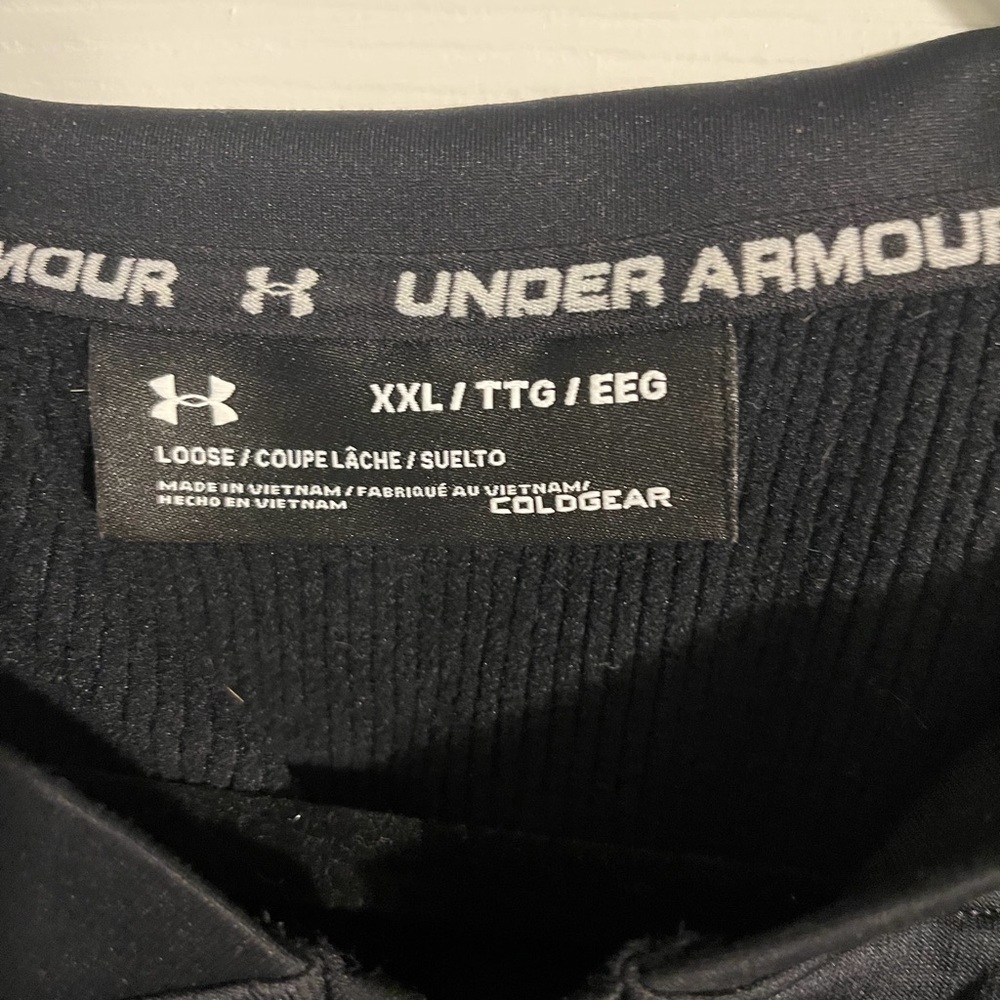 MOUR UNDER ARMOUR
XXL / TTG / EEG
LOOSE / COUPE LÂCHE / SUELTO
MADE IN VIETNAM / FABRIQUÉ AU VIETNAM/
HECHO EN VIETNAM
COLDGEAR